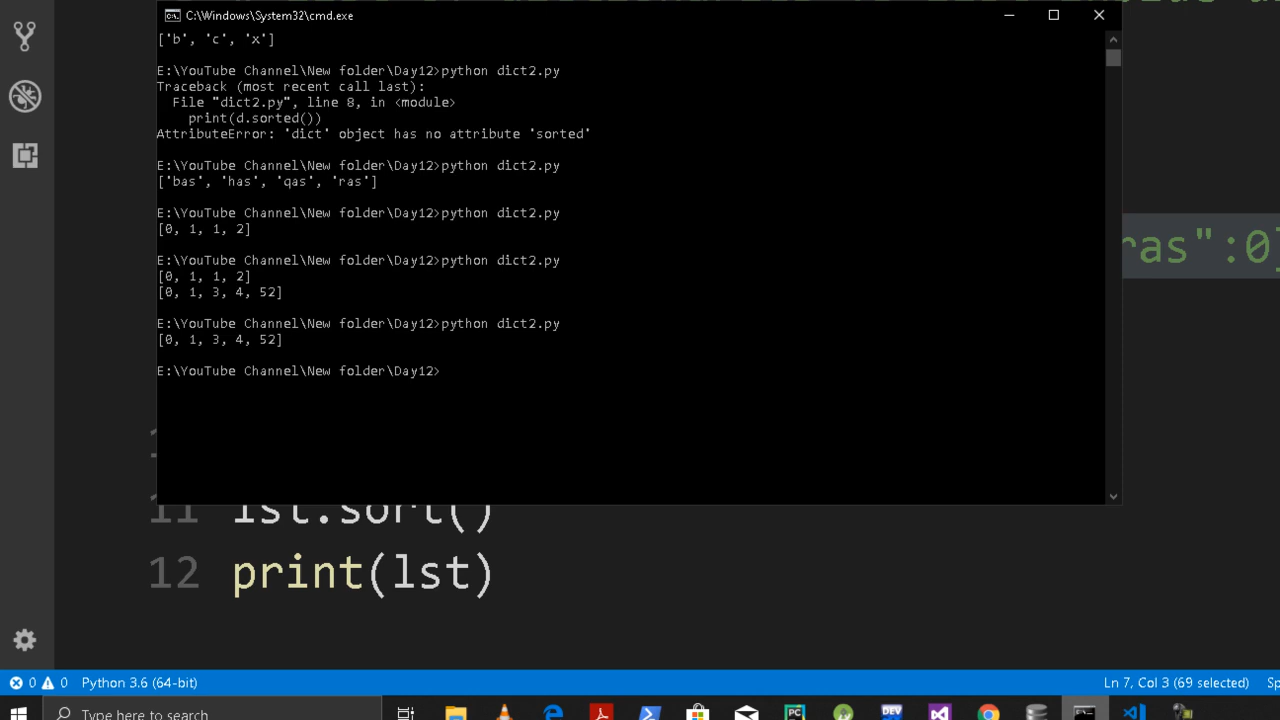 C:\Windows\System32\cmd.exe
['b', 'c', 'x']
E:\YouTube Channel\New folder\Day12>python dict2.py
Traceback (most recent call last):
  File "dict2.py", line 8, in <module>
    print(d.sorted())
AttributeError: 'dict' object has no attribute 'sorted'
E:\YouTube Channel\New folder\Day12>python dict2.py
['bas', 'has', 'qas', 'ras']
E:\YouTube Channel\New folder\Day12>python dict2.py
[0, 1, 1, 2]
E:\YouTube Channel\New folder\Day12>python dict2.py
[0, 1, 1, 2]
[0, 1, 3, 4, 52]
E:\YouTube Channel\New folder\Day12>python dict2.py
[0, 1, 3, 4, 52]
E:\YouTube Channel\New folder\Day12>
ras":0}
11 lst.sort()
12 print(lst)
0 0 Python 3.6 (64-bit) Ln 7, Col 3 (69 selected) Sp
Type here to search PC DEV